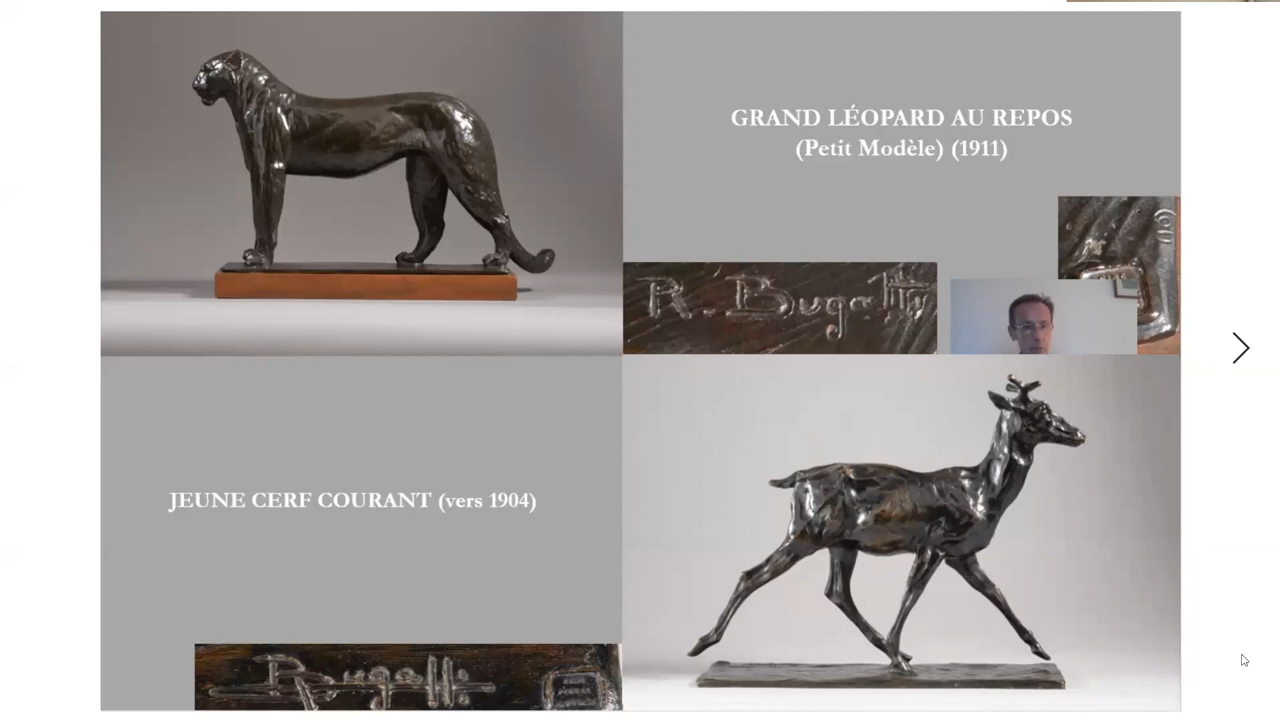 GRAND LÉOPARD AU REPOS
(Petit Modèle) (1911)
R. Bugatti
JEUNE CERF COURANT (vers 1904)
Bugatti